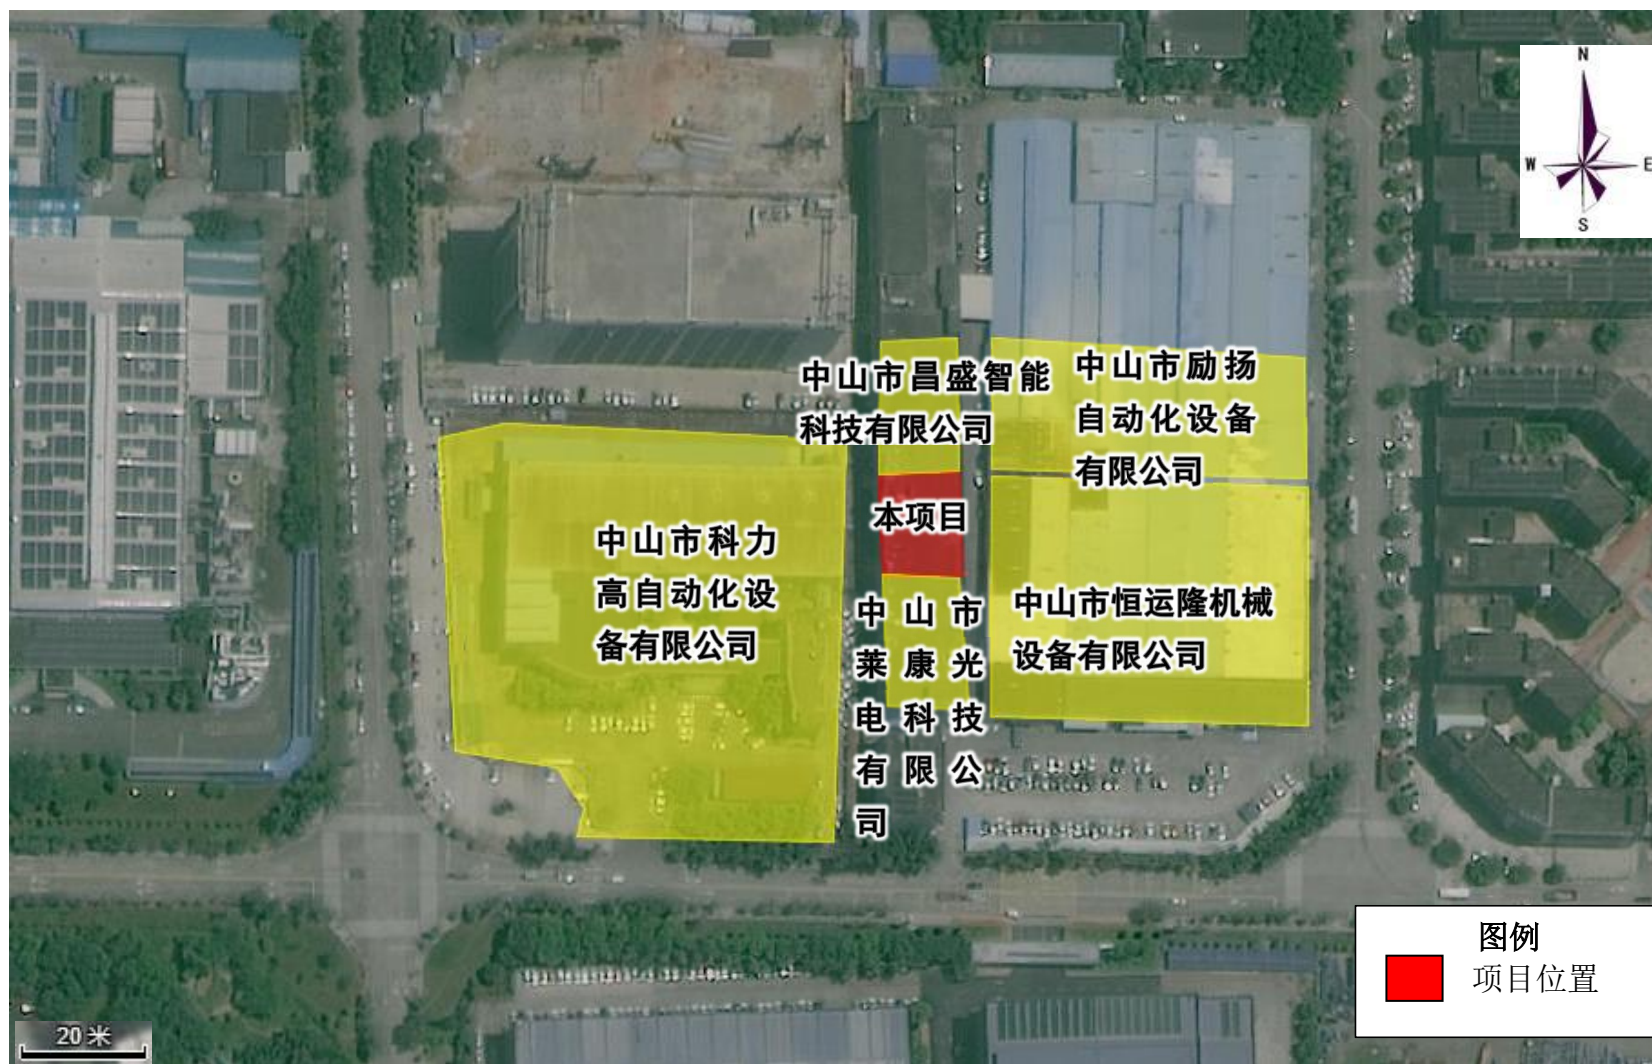 N
W
E
S
中山市昌盛智能
科技有限公司
中山市励扬
自动化设备
有限公司
本项目
中山市科力
高自动化设
备有限公司
中山市
莱康光
电科技
有限公
司
中山市恒运隆机械
设备有限公司
图例
项目位置
20 米